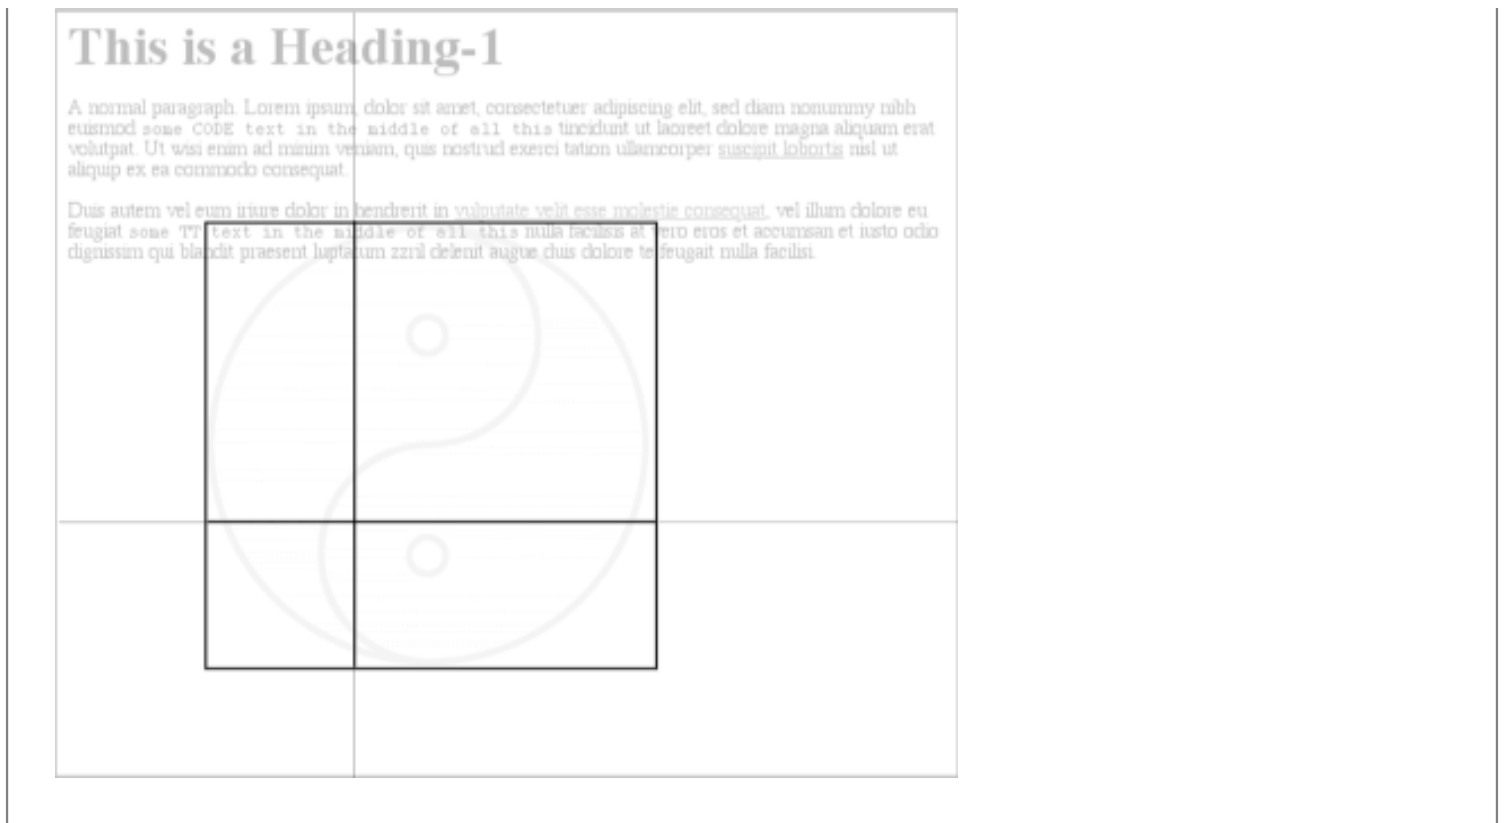 This is a Heading-1
A normal paragraph. Lorem ipsum, dolor sit amet, consectetuer adipiscing elit, sed diam nonummy nibh
euismod some CODE text in the middle of all this tincidunt ut laoreet dolore magna aliquam erat
volutpat. Ut wisi enim ad minim veniam, quis nostrud exerci tation ullamcorper suscipit lobortis nisl ut
aliquip ex ea commodo consequat.
Duis autem vel eum iriure dolor in hendrerit in vulputate velit esse molestie consequat, vel illum dolore eu
feugiat some TT text in the middle of all this nulla facilisis at vero eros et accumsan et iusto odio
dignissim qui blandit praesent luptatum zzril delenit augue duis dolore te feugait nulla facilisi.